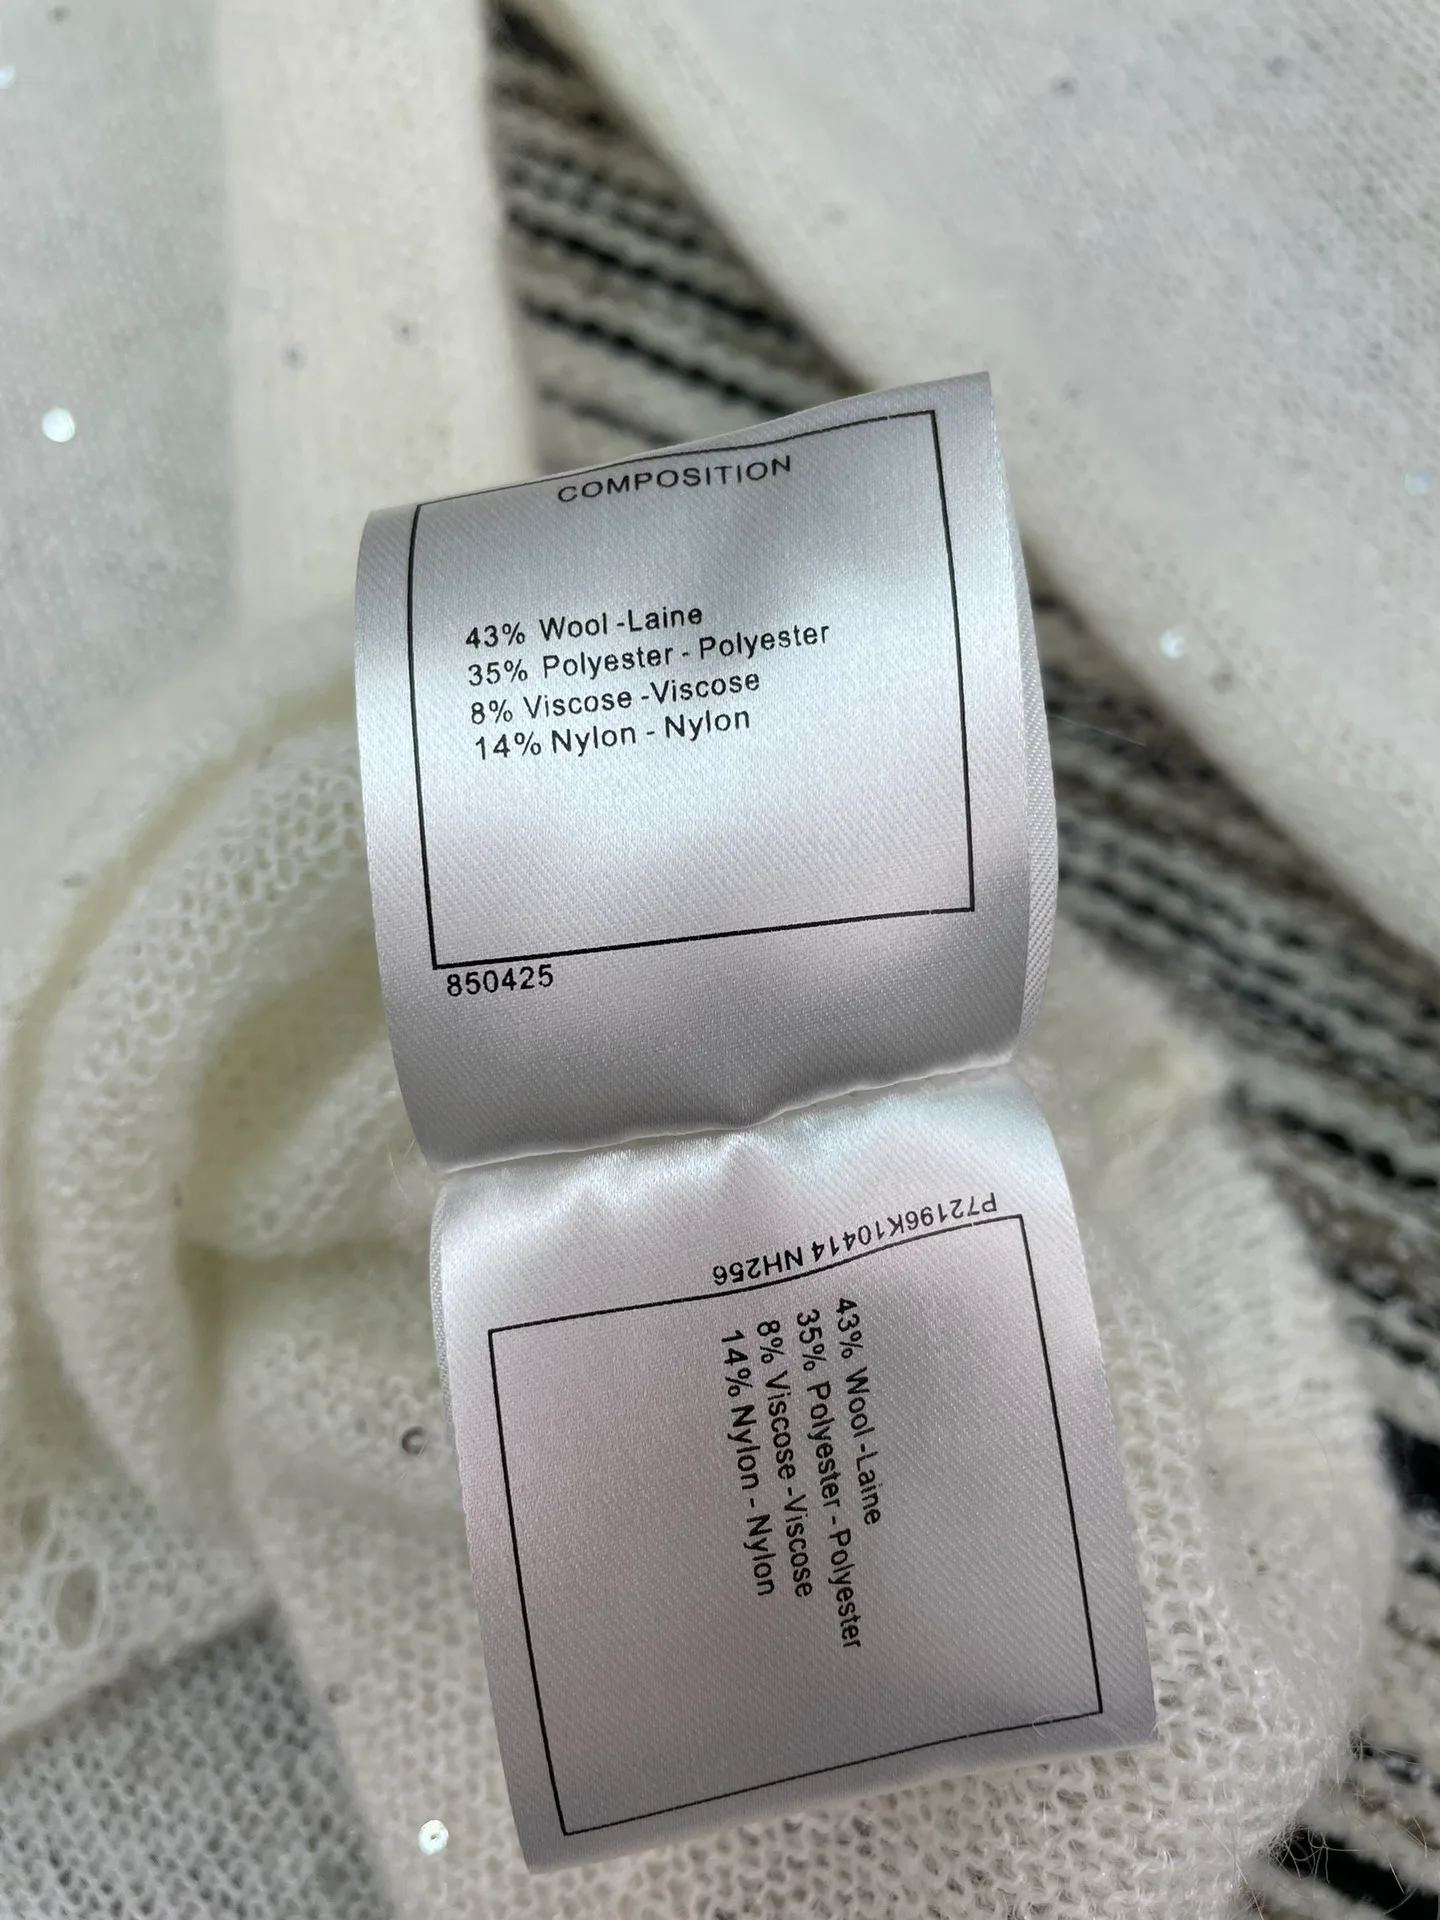 COMPOSITION
43% Wool -Laine
35% Polyester - Polyester
8% Viscose -Viscose
14% Nylon - Nylon
850425
P72196K10414 NH256
43% Wool -Laine
35% Polyester - Polyester
8% Viscose -Viscose
14% Nylon - Nylon